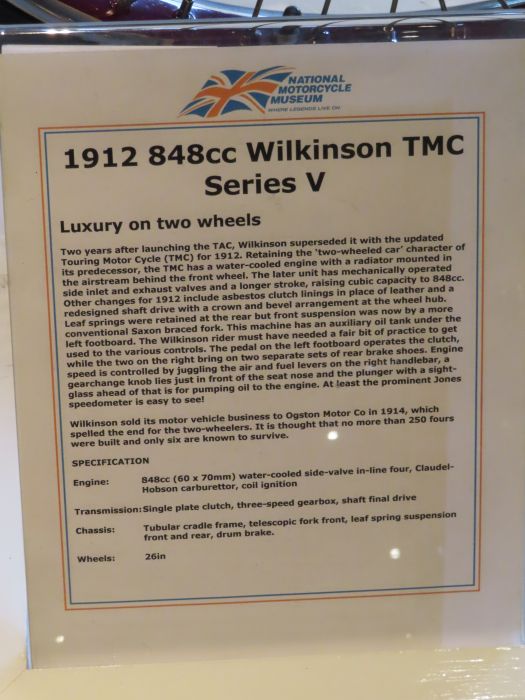 NATIONAL
MOTORCYCLE
MUSEUM
WHERE LEGENDS LIVE ON
1912 848cc Wilkinson TMC
Series V
Luxury on two wheels
Two years after launching the TAC, Wilkinson superseded it with the updated
Touring Motor Cycle (TMC) for 1912. Retaining the 'two-wheeled car' character of
its predecessor, the TMC has a water-cooled engine with a radiator mounted in
the airstream behind the front wheel. The later unit has mechanically operated
side inlet and exhaust valves and a longer stroke, raising cubic capacity to 848cc.
Other changes for 1912 include asbestos clutch linings in place of leather and a
redesigned shaft drive with a crown and bevel arrangement at the wheel hub.
Leaf springs were retained at the rear but front suspension was now by a more
conventional Saxon braced fork. This machine has an auxiliary oil tank under the
left footboard. The Wilkinson rider must have needed a fair bit of practice to get
used to the various controls. The pedal on the left footboard operates the clutch,
while the two on the right bring on two separate sets of rear brake shoes. Engine
speed is controlled by juggling the air and fuel levers on the right handlebar, a
gearchange knob lies just in front of the seat nose and the plunger with a sight-
glass ahead of that is for pumping oil to the engine. At least the prominent Jones
speedometer is easy to see!
Wilkinson sold its motor vehicle business to Ogston Motor Co in 1914, which
spelled the end for the two-wheelers. It is thought that no more than 250 fours
were built and only six are known to survive.
SPECIFICATION
Engine: 848cc (60 x 70mm) water-cooled side-valve in-line four, Claudel-
Hobson carburettor, coil ignition
Transmission: Single plate clutch, three-speed gearbox, shaft final drive
Chassis: Tubular cradle frame, telescopic fork front, leaf spring suspension
front and rear, drum brake.
Wheels: 26in